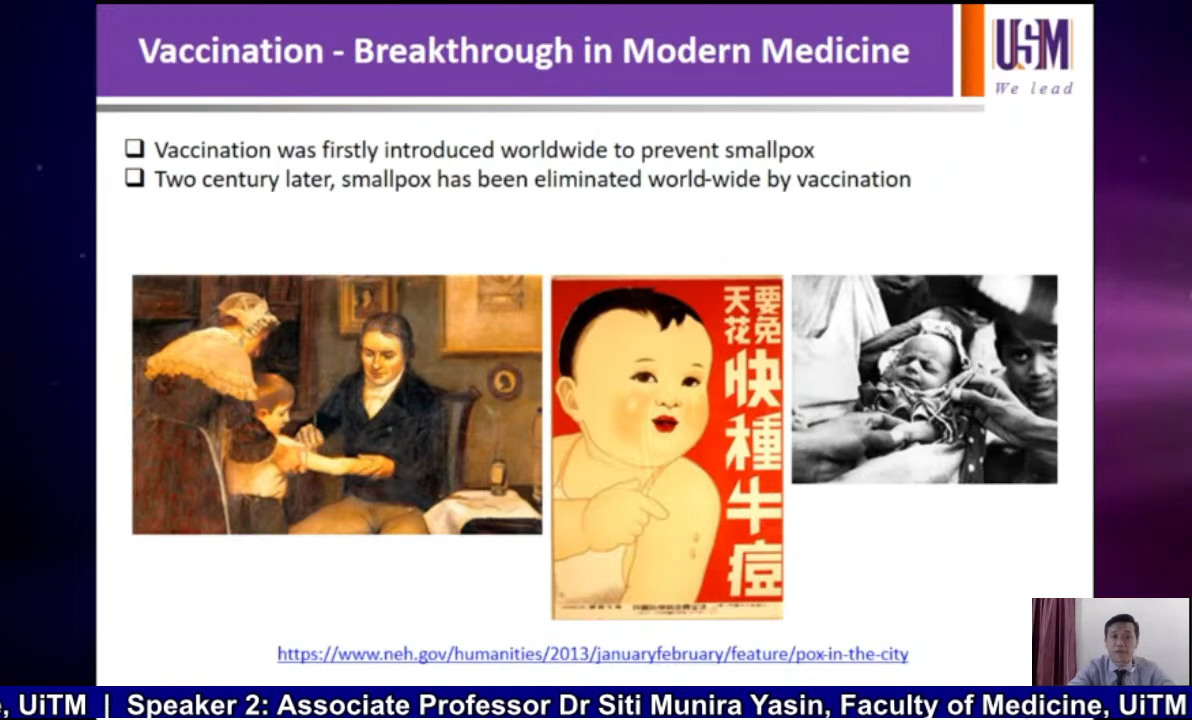 Vaccination - Breakthrough in Modern Medicine
USM
We lead
Vaccination was firstly introduced worldwide to prevent smallpox
Two century later, smallpox has been eliminated world-wide by vaccination
要免
天花
快種牛痘
https://www.neh.gov/humanities/2013/januaryfebruary/feature/pox-in-the-city
, UiTM | Speaker 2: Associate Professor Dr Siti Munira Yasin, Faculty of Medicine, UiTM